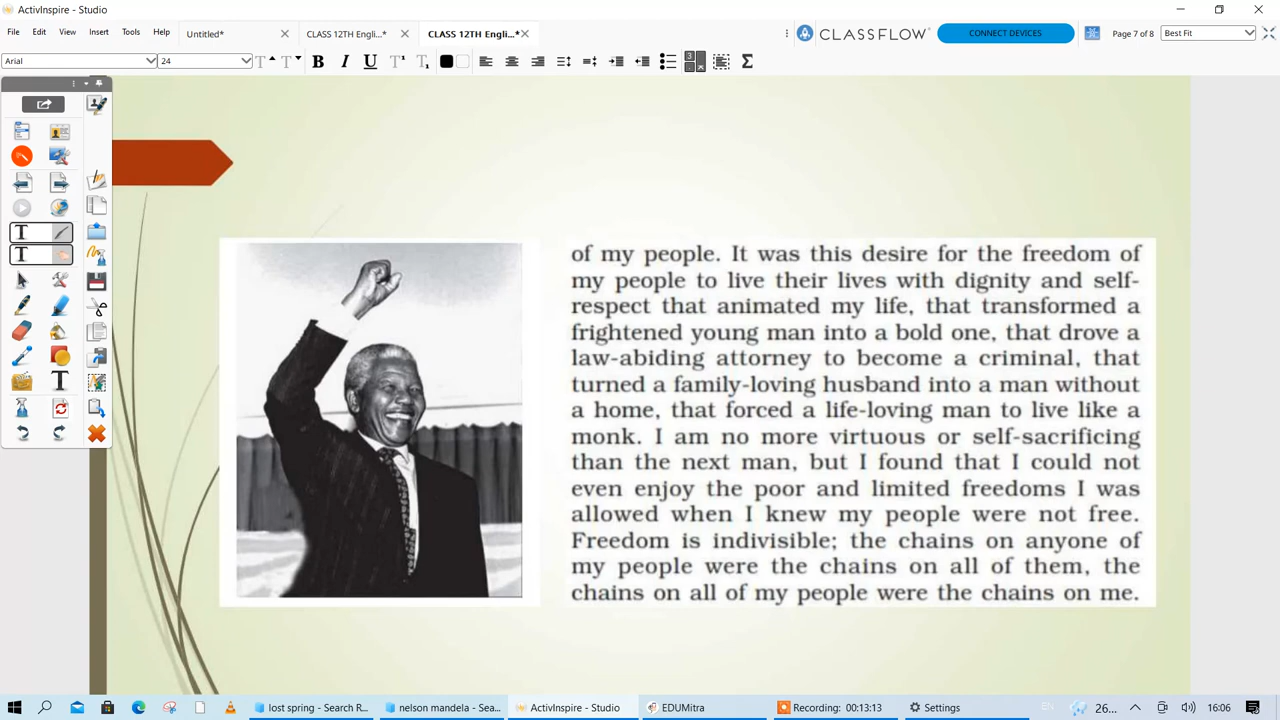 ActivInspire - Studio
File Edit View Insert Tools Help
Untitled*
CLASS 12TH Engli...*
CLASS 12TH Engli...*
CLASSFLOW
CONNECT DEVICES
Page 7 of 8
Best Fit
Arial
24
of my people. It was this desire for the freedom of
my people to live their lives with dignity and self-
respect that animated my life, that transformed a
frightened young man into a bold one, that drove a
law-abiding attorney to become a criminal, that
turned a family-loving husband into a man without
a home, that forced a life-loving man to live like a
monk. I am no more virtuous or self-sacrificing
than the next man, but I found that I could not
even enjoy the poor and limited freedoms I was
allowed when I knew my people were not free.
Freedom is indivisible; the chains on anyone of
my people were the chains on all of them, the
chains on all of my people were the chains on me.
lost spring - Search R...
nelson mandela - Sea...
ActivInspire - Studio
EDUMitra
Recording: 00:13:13
Settings
EN
26...
16:06